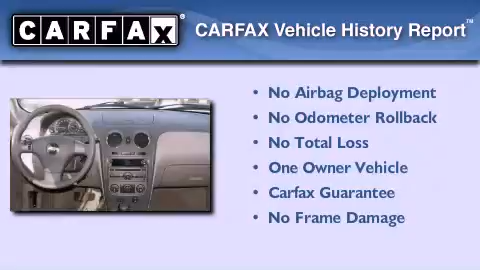 CARFAX® CARFAX Vehicle History Report™
• No Airbag Deployment
• No Odometer Rollback
• No Total Loss
• One Owner Vehicle
• Carfax Guarantee
• No Frame Damage